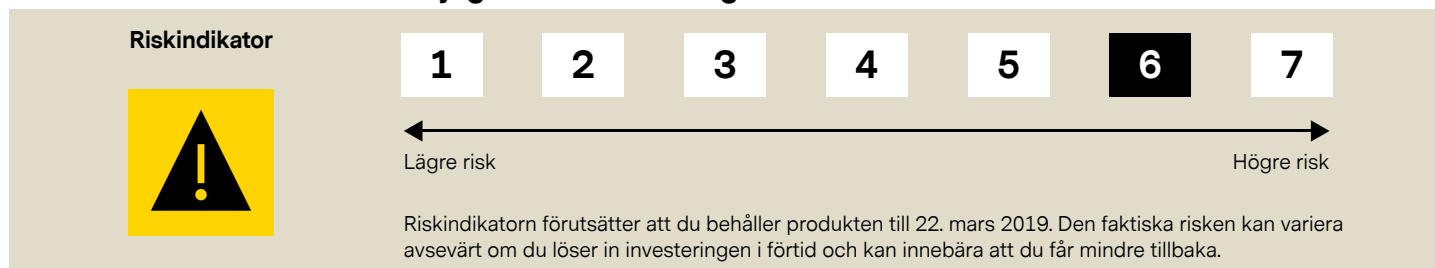 Riskindikator
1 2 3 4 5 6 7
Lägre risk Högre risk
Riskindikatorn förutsätter att du behåller produkten till 22. mars 2019. Den faktiska risken kan variera
avsevärt om du löser in investeringen i förtid och kan innebära att du får mindre tillbaka.